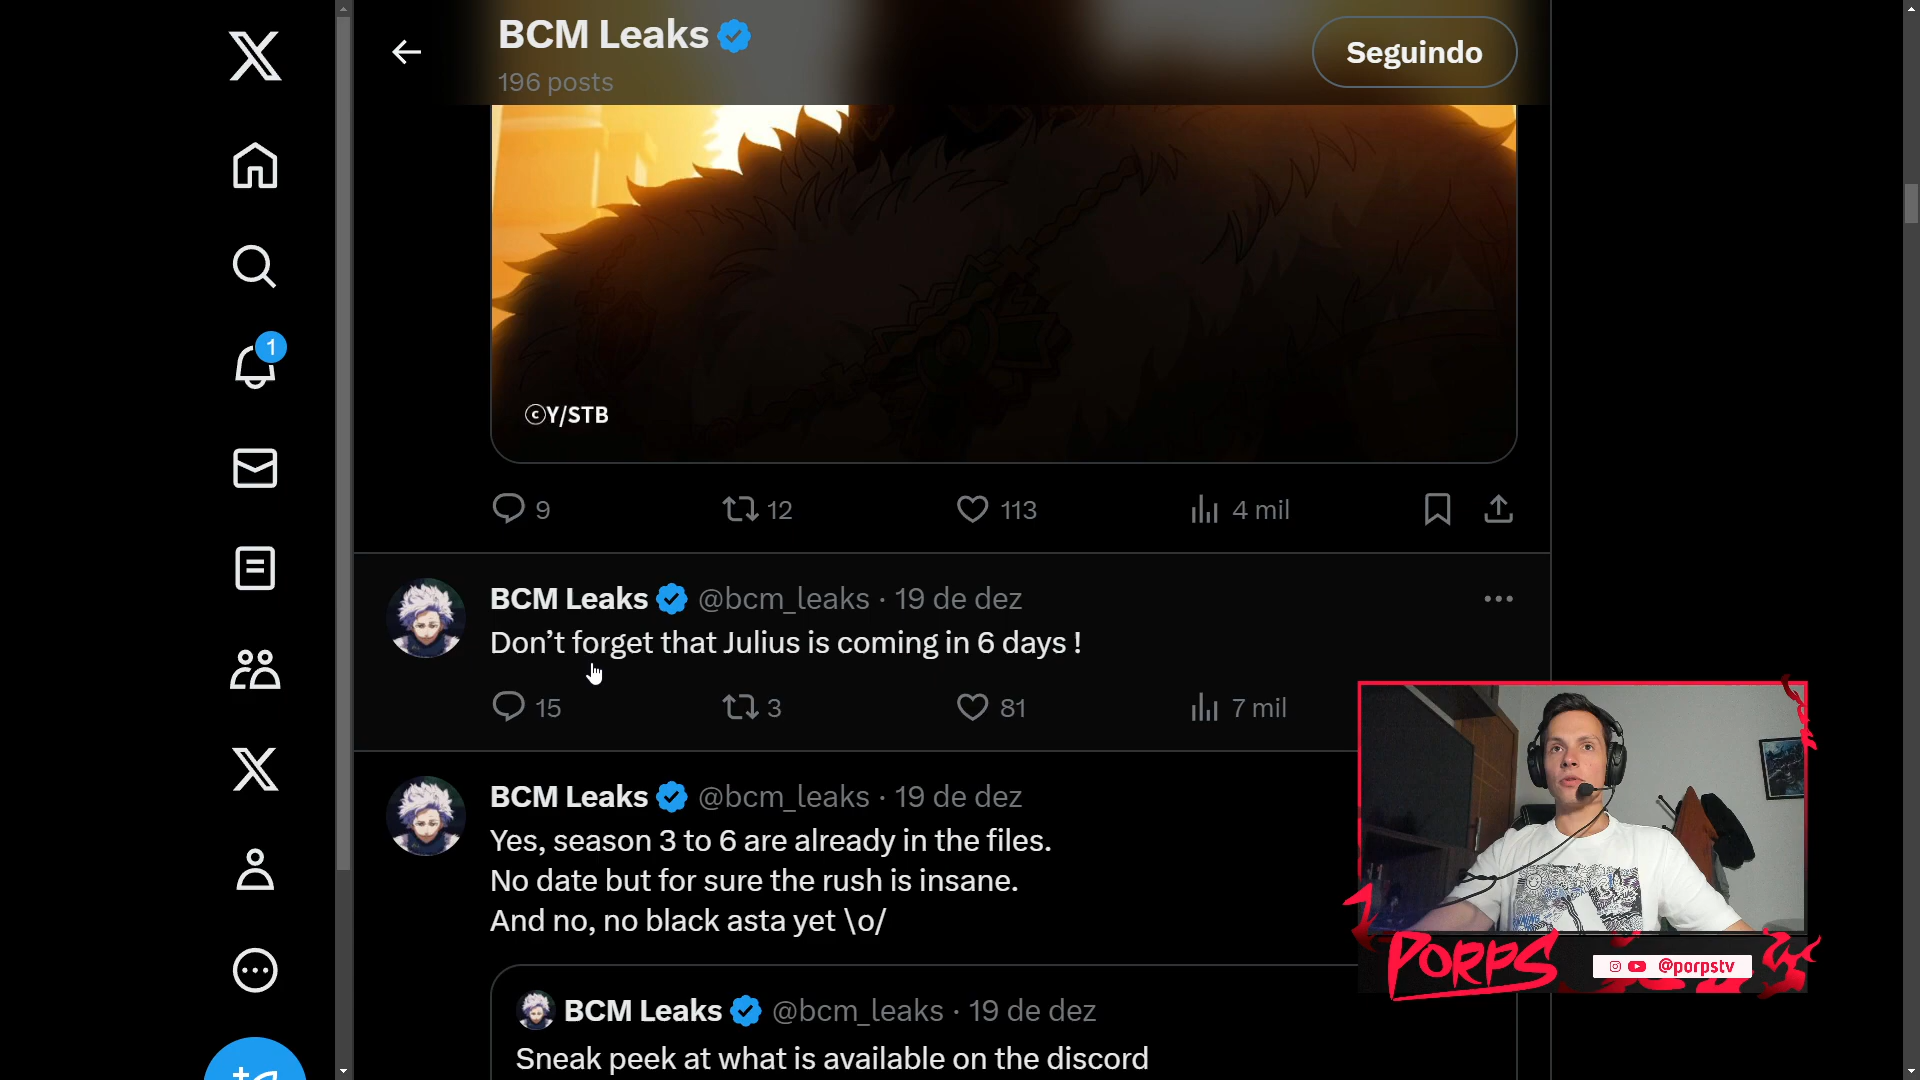 BCM Leaks
196 posts
Seguindo
ⓒY/STB
9 12 113 4 mil
BCM Leaks @bcm_leaks · 19 de dez
Don’t forget that Julius is coming in 6 days !
15 3 81 7 mil
BCM Leaks @bcm_leaks · 19 de dez
Yes, season 3 to 6 are already in the files.
No date but for sure the rush is insane.
And no, no black asta yet \o/
BCM Leaks @bcm_leaks · 19 de dez
Sneak peek at what is available on the discord
1
PORPS
@porpstv